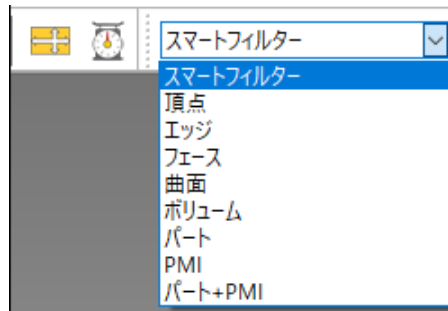 スマートフィルター
スマートフィルター
頂点
エッジ
フェース
曲面
ボリューム
パート
PMI
パート+PMI